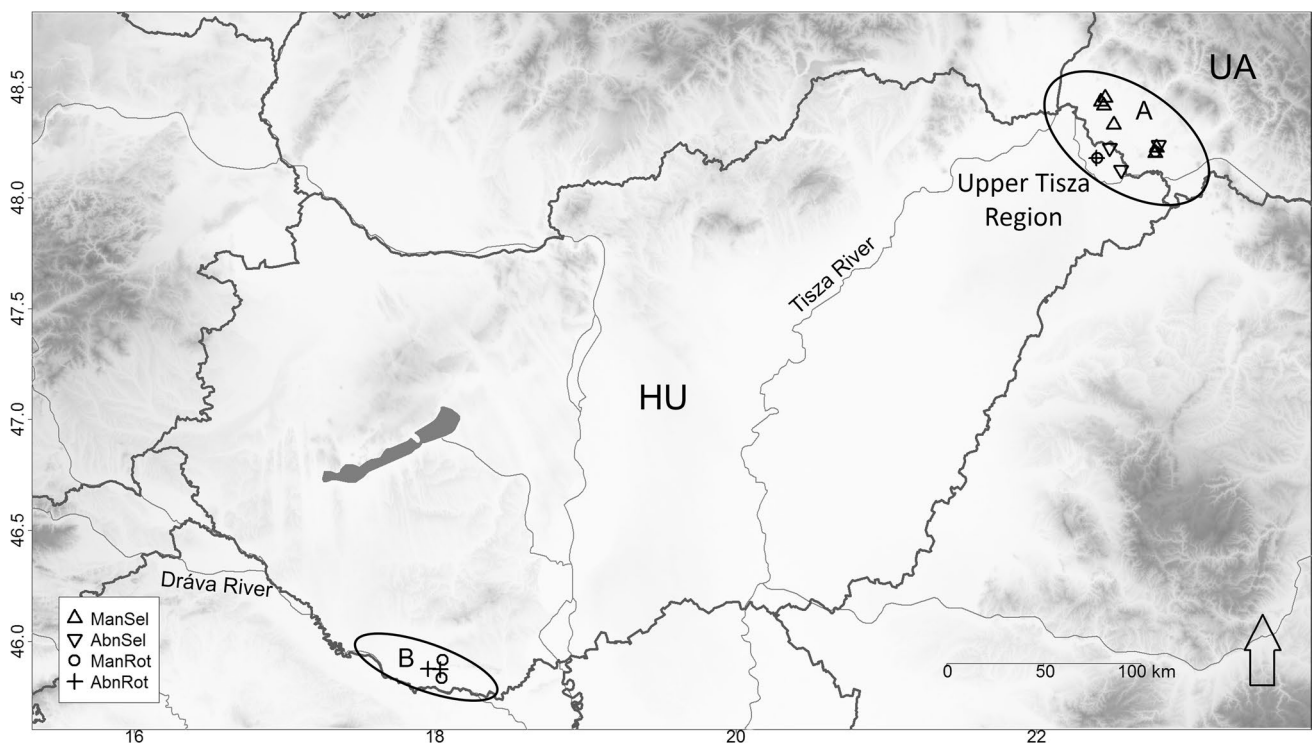 UA
A
Upper Tisza
Region
Tisza River
HU
Dráva River
B
ManSel
AbnSel
ManRot
AbnRot
0 50 100 km
48.5
48.0
47.5
47.0
46.5
46.0
16 18 20 22